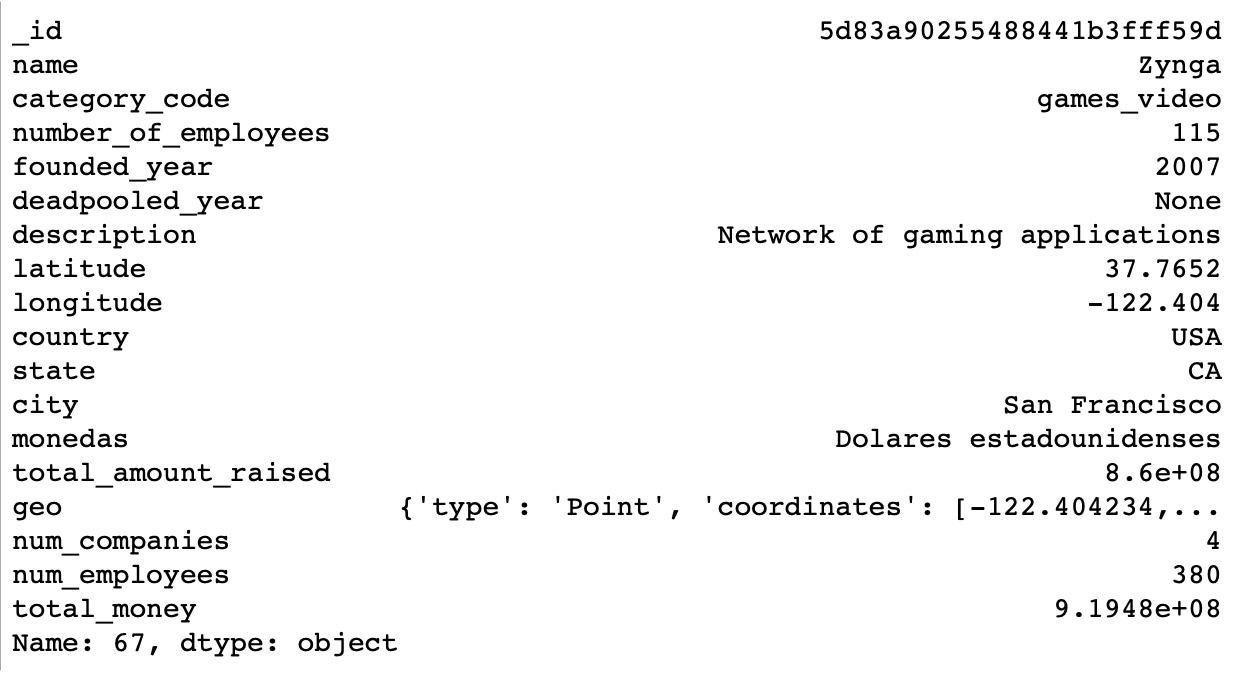 _id 5d83a90255488441b3fff59d
name Zynga
category_code games_video
number_of_employees 115
founded_year 2007
deadpooled_year None
description Network of gaming applications
latitude 37.7652
longitude -122.404
country USA
state CA
city San Francisco
monedas Dolares estadounidenses
total_amount_raised 8.6e+08
geo {'type': 'Point', 'coordinates': [-122.404234,...
num_companies 4
num_employees 380
total_money 9.1948e+08
Name: 67, dtype: object